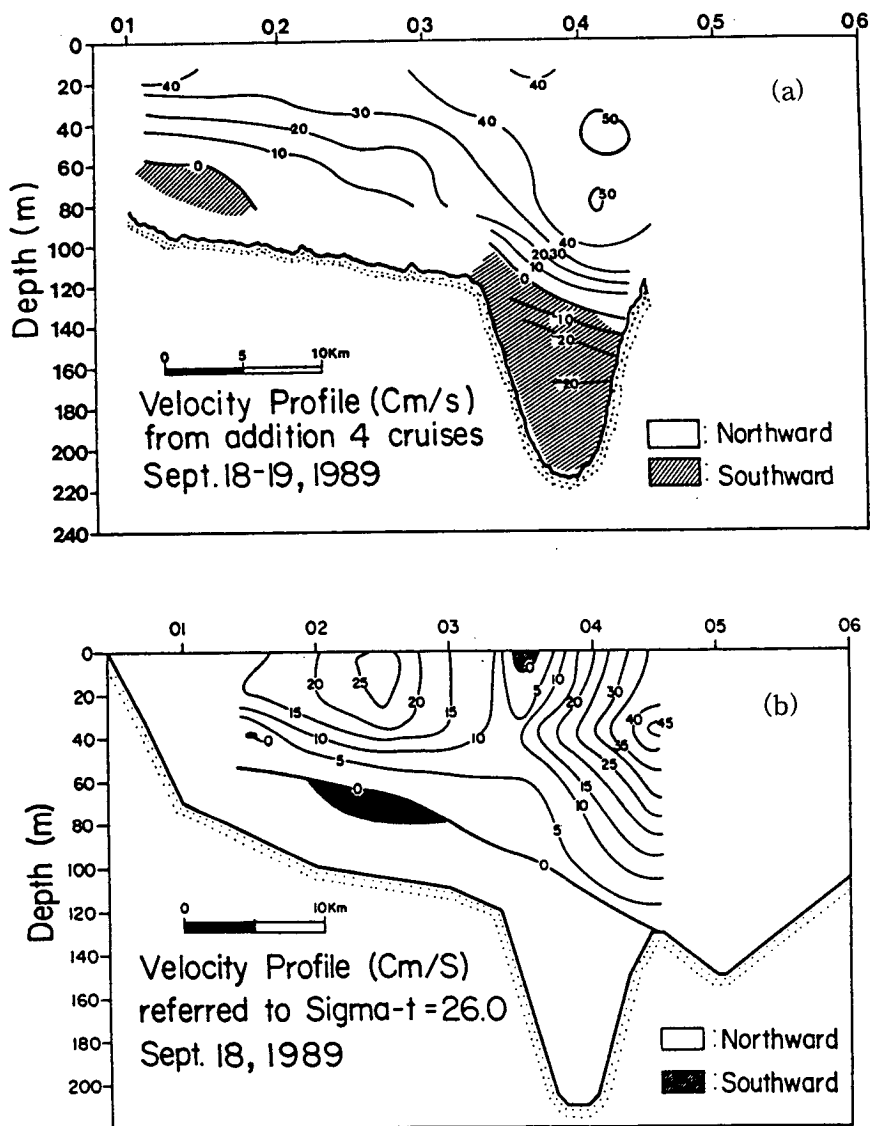 01 02 03 04 05 06
0
20
40
60
80
100
120
140
160
180
200
220
240
Depth (m)
(a)
40
40
30
40
50
20
10
0
50
40
20 30
10
0
10
20
20
0 5 10Km
Velocity Profile (Cm/s)
from addition 4 cruises
Sept. 18-19, 1989
: Northward
: Southward
01 02 03 04 05 06
0
20
40
60
80
100
120
140
160
180
200
Depth (m)
(b)
20 25 20 15
0
5 10 20 30
15
10
0
5
0
40 45
35
25
15
10
5
0
0 10Km
Velocity Profile (Cm/S)
referred to Sigma-t = 26.0
Sept. 18, 1989
: Northward
: Southward